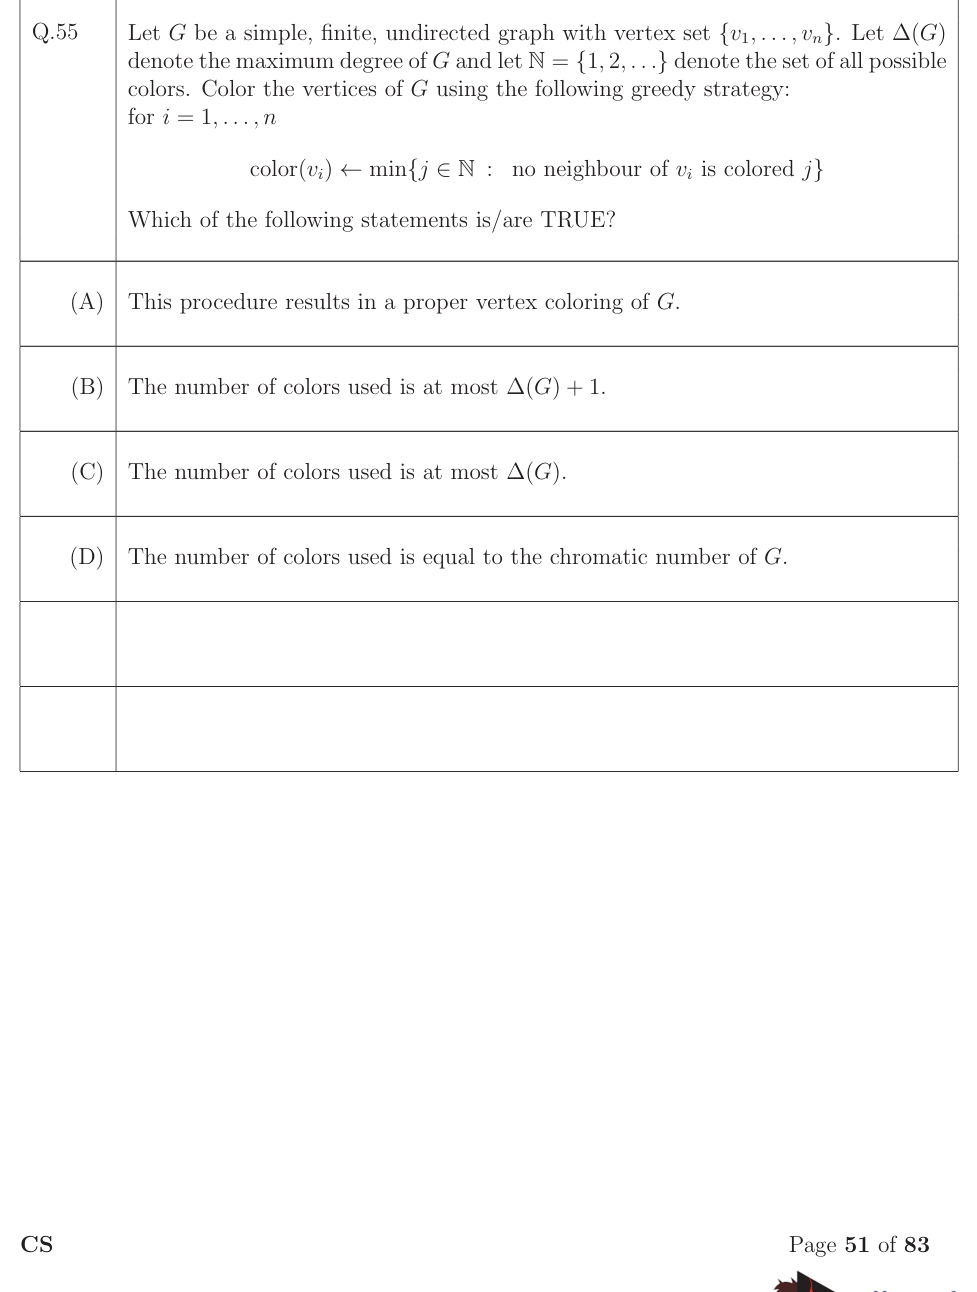 Q.55 Let G be a simple, finite, undirected graph with vertex set {v₁, . . . , vₙ}. Let Δ(G)
denote the maximum degree of G and let ℕ = {1, 2, . . .} denote the set of all possible
colors. Color the vertices of G using the following greedy strategy:
for i = 1, . . . , n
color(vᵢ) ← min{j ∈ ℕ : no neighbour of vᵢ is colored j}
Which of the following statements is/are TRUE?
(A) This procedure results in a proper vertex coloring of G.
(B) The number of colors used is at most Δ(G) + 1.
(C) The number of colors used is at most Δ(G).
(D) The number of colors used is equal to the chromatic number of G.
CS Page 51 of 83